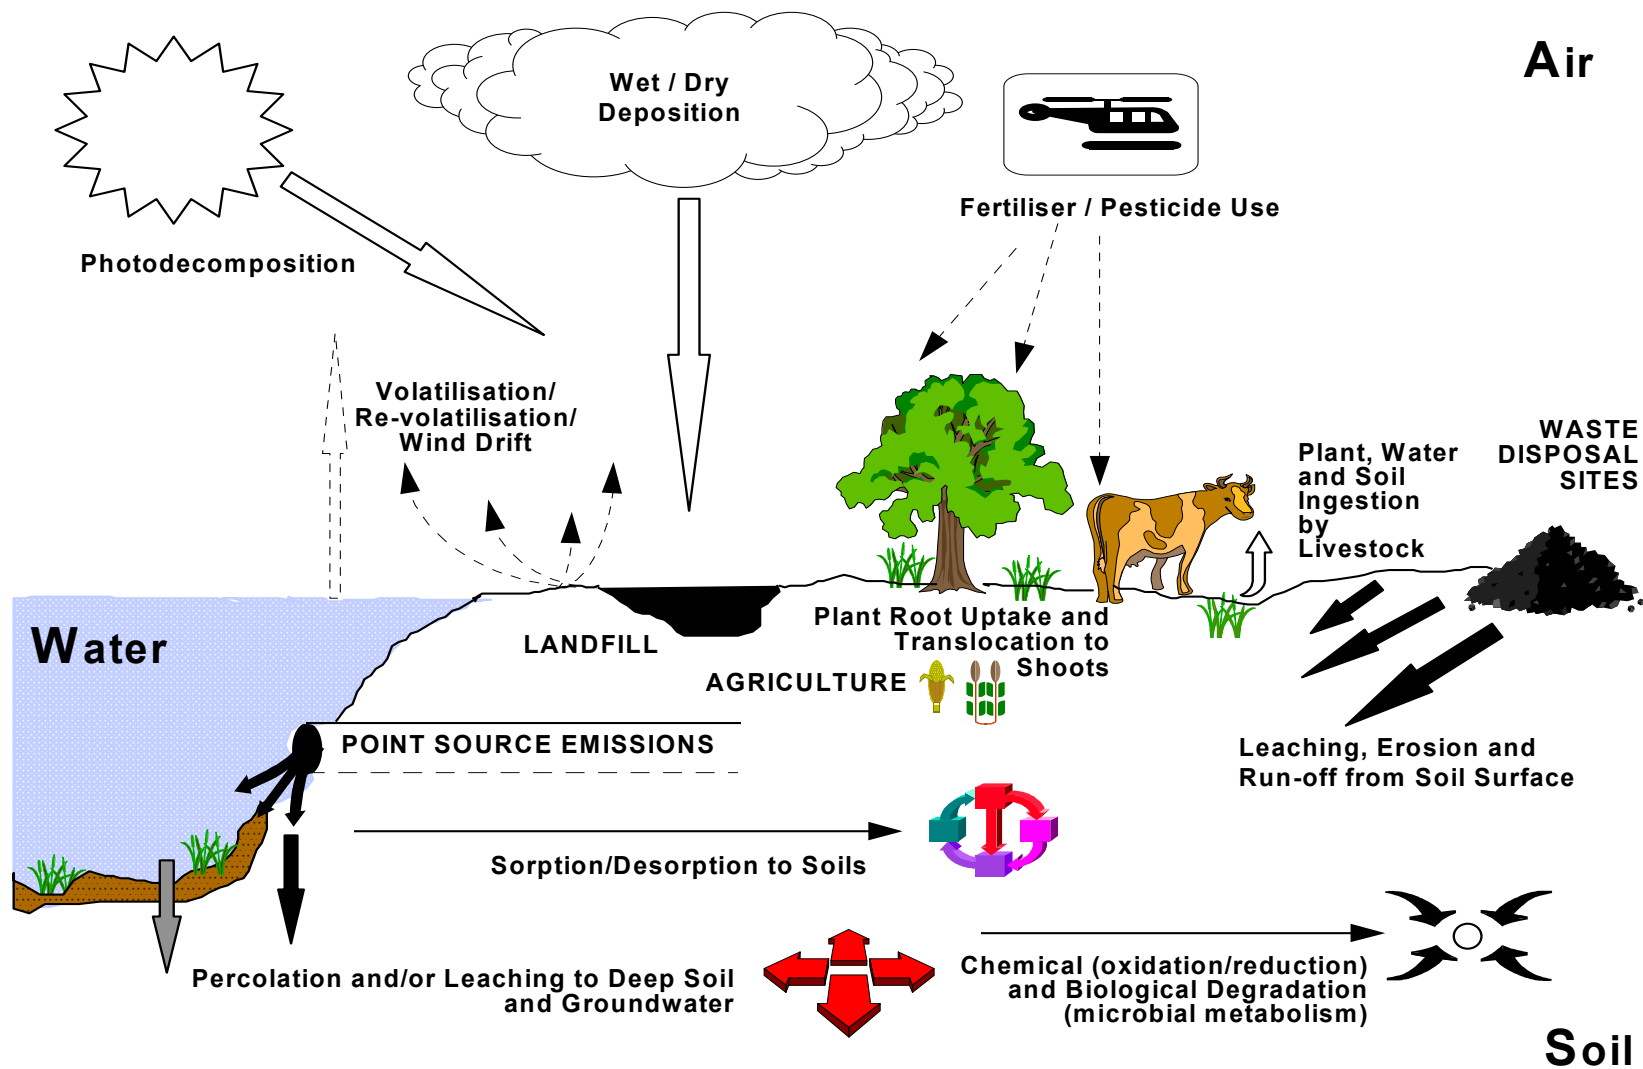 Air
Wet / Dry
Deposition
Fertiliser / Pesticide Use
Photodecomposition
Volatilisation/
Re-volatilisation/
Wind Drift
Plant, Water
and Soil
Ingestion
by
Livestock
WASTE
DISPOSAL
SITES
Water
LANDFILL
Plant Root Uptake and
Translocation to
Shoots
AGRICULTURE
POINT SOURCE EMISSIONS
Leaching, Erosion and
Run-off from Soil Surface
Sorption/Desorption to Soils
Percolation and/or Leaching to Deep Soil
and Groundwater
Chemical (oxidation/reduction)
and Biological Degradation
(microbial metabolism)
Soil